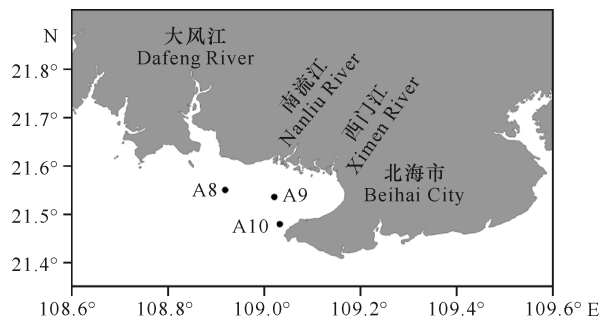 N
大风江
Dafeng River
南流江
Nanliu River
西门江
Ximen River
北海市
Beihai City
A8
A9
A10
21.8°
21.7°
21.6°
21.5°
21.4°
108.6°
108.8°
109.0°
109.2°
109.4°
109.6° E